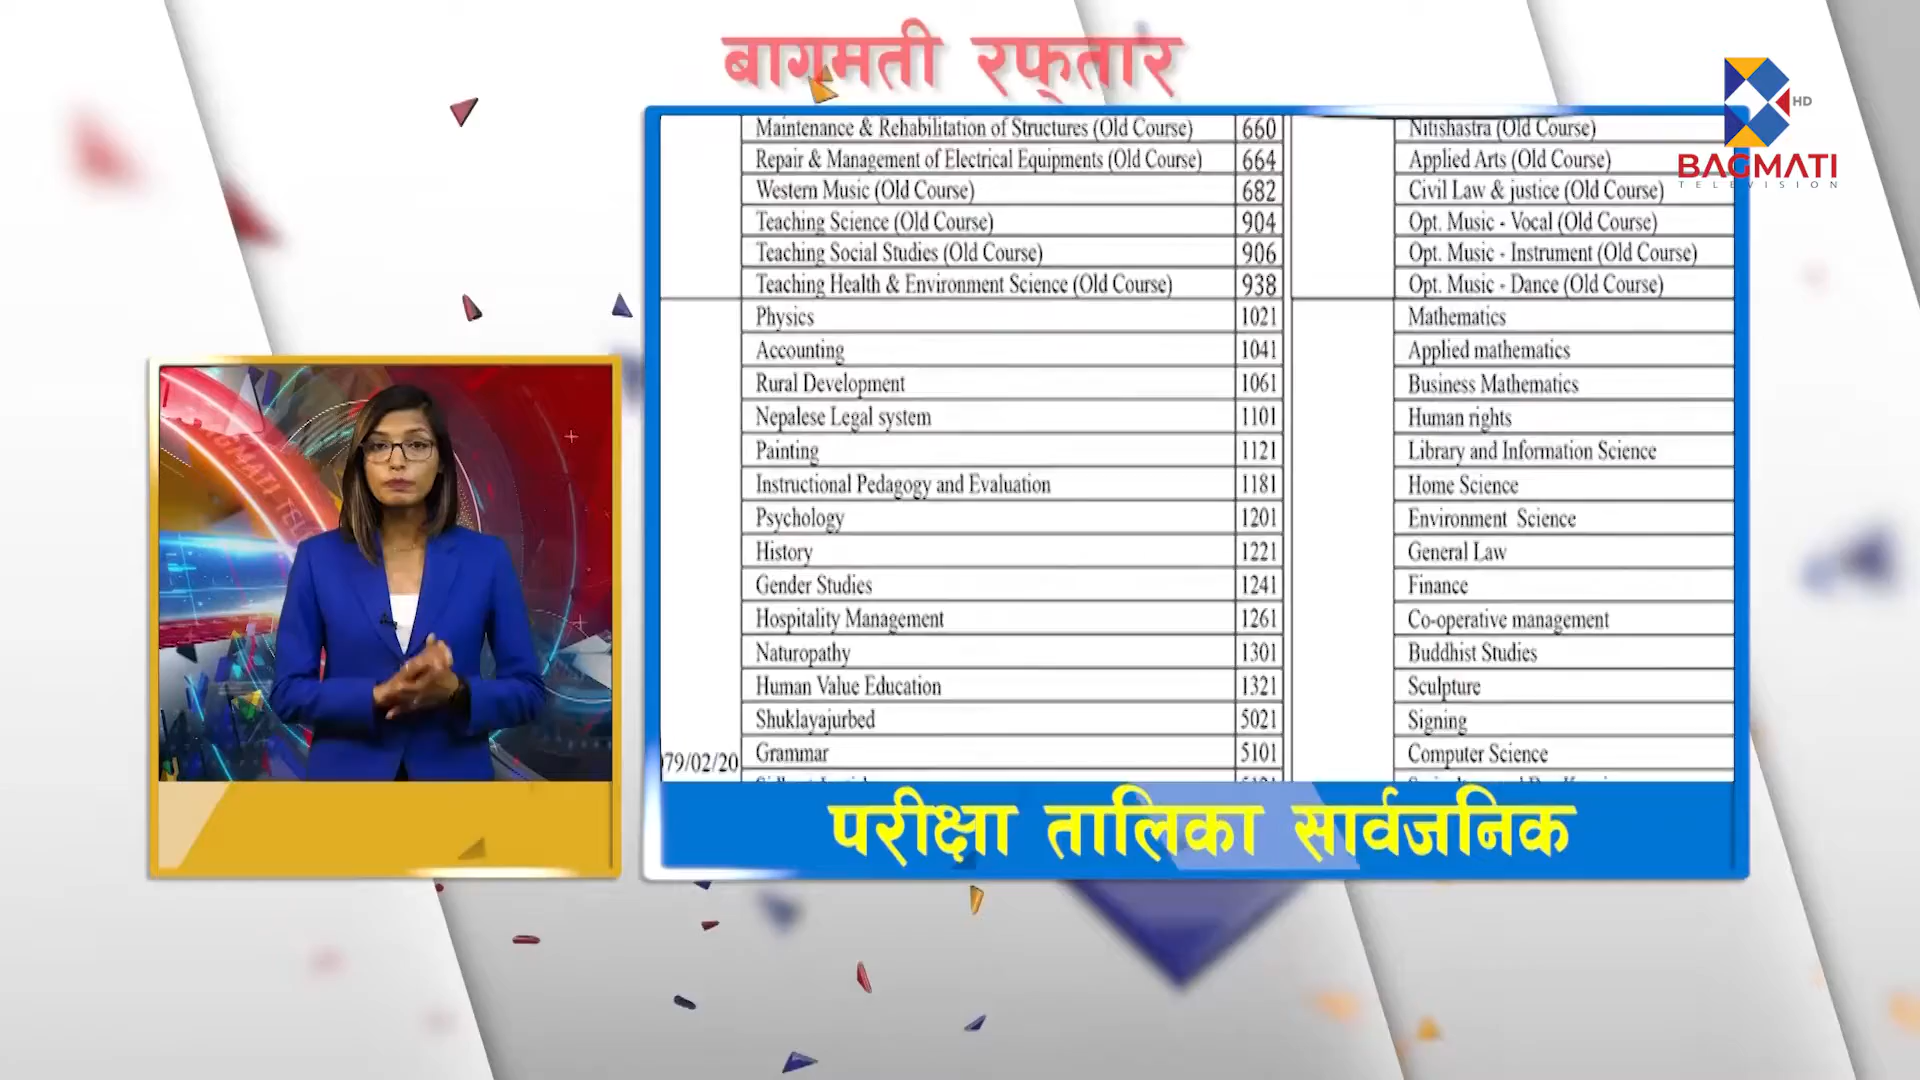 बागमती रफ्तार
HD
BAGMATI
TELEVISION
Maintenance & Rehabilitation of Structures (Old Course) 660 Nitishastra (Old Course)
Repair & Management of Electrical Equipments (Old Course) 664 Applied Arts (Old Course)
Western Music (Old Course) 682 Civil Law & justice (Old Course)
Teaching Science (Old Course) 904 Opt. Music - Vocal (Old Course)
Teaching Social Studies (Old Course) 906 Opt. Music - Instrument (Old Course)
Teaching Health & Environment Science (Old Course) 938 Opt. Music - Dance (Old Course)
Physics 1021 Mathematics
Accounting 1041 Applied mathematics
Rural Development 1061 Business Mathematics
Nepalese Legal system 1101 Human rights
Painting 1121 Library and Information Science
Instructional Pedagogy and Evaluation 1181 Home Science
Psychology 1201 Environment Science
History 1221 General Law
Gender Studies 1241 Finance
Hospitality Management 1261 Co-operative management
Naturopathy 1301 Buddhist Studies
Human Value Education 1321 Sculpture
Shuklayajurbed 5021 Signing
079/02/20 Grammar 5101 Computer Science
परीक्षा तालिका सार्वजनिक